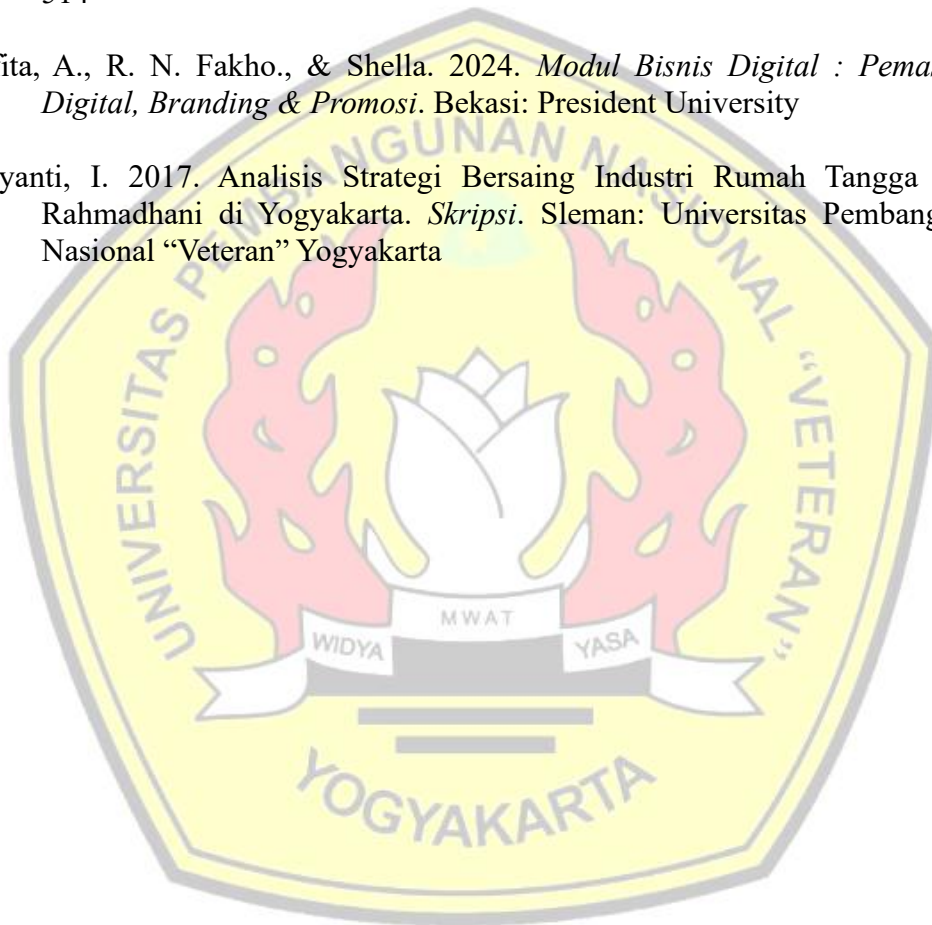 fita, A., R. N. Fakho., & Shella. 2024. Modul Bisnis Digital : Pema
Digital, Branding & Promosi. Bekasi: President University
yanti, I. 2017. Analisis Strategi Bersaing Industri Rumah Tangga
Rahmadhani di Yogyakarta. Skripsi. Sleman: Universitas Pembang
Nasional “Veteran” Yogyakarta
UNIVERSITAS PEMBANGUNAN NASIONAL “VETERAN”
WIDYA MWAT YASA
YOGYAKARTA